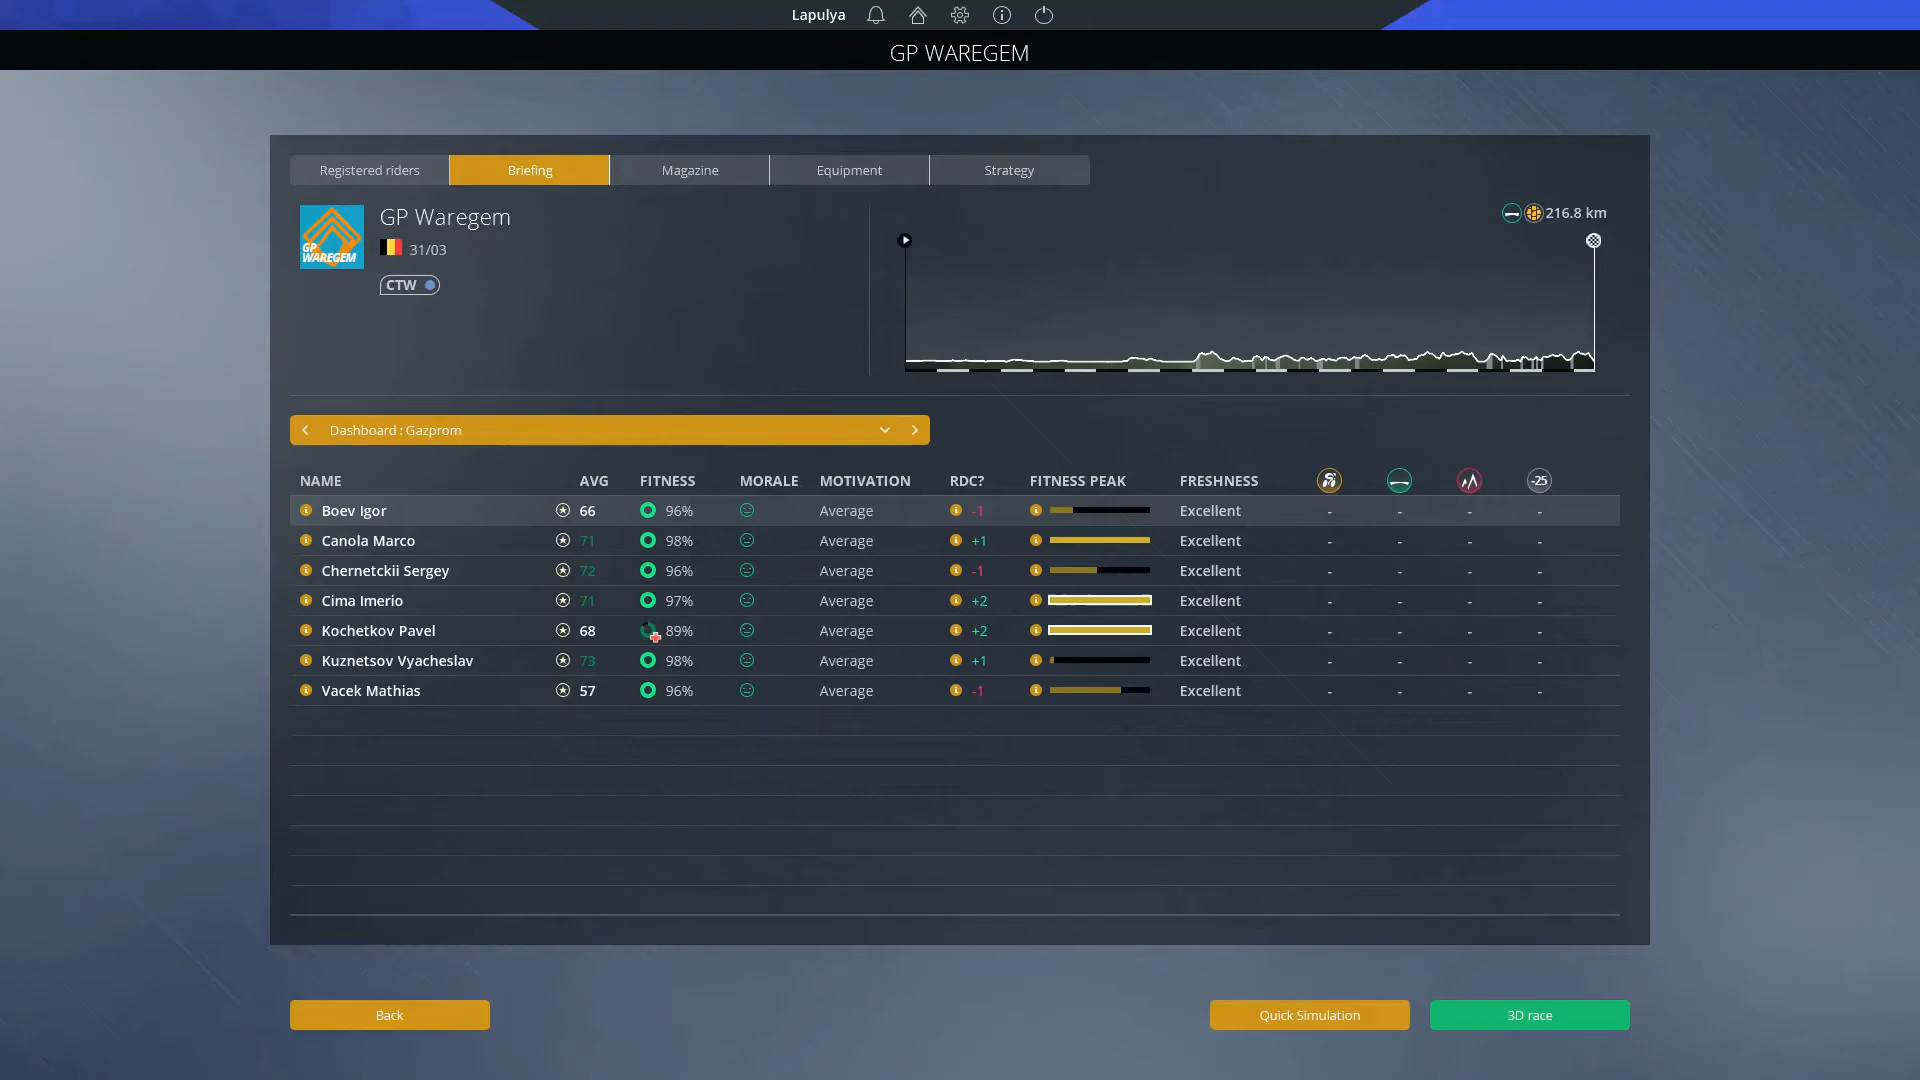 Lapulya
GP WAREGEM
Registered riders
Briefing
Magazine
Equipment
Strategy
GP
WAREGEM
GP Waregem
31/03
CTW
216.8 km
Dashboard : Gazprom
NAME AVG FITNESS MORALE MOTIVATION RDC? FITNESS PEAK FRESHNESS -25
Boev Igor 66 96% Average -1 Excellent - - - -
Canola Marco 71 98% Average +1 Excellent - - - -
Chernetckii Sergey 72 96% Average -1 Excellent - - - -
Cima Imerio 71 97% Average +2 Excellent - - - -
Kochetkov Pavel 68 89% Average +2 Excellent - - - -
Kuznetsov Vyacheslav 73 98% Average +1 Excellent - - - -
Vacek Mathias 57 96% Average -1 Excellent - - - -
Back
Quick Simulation
3D race